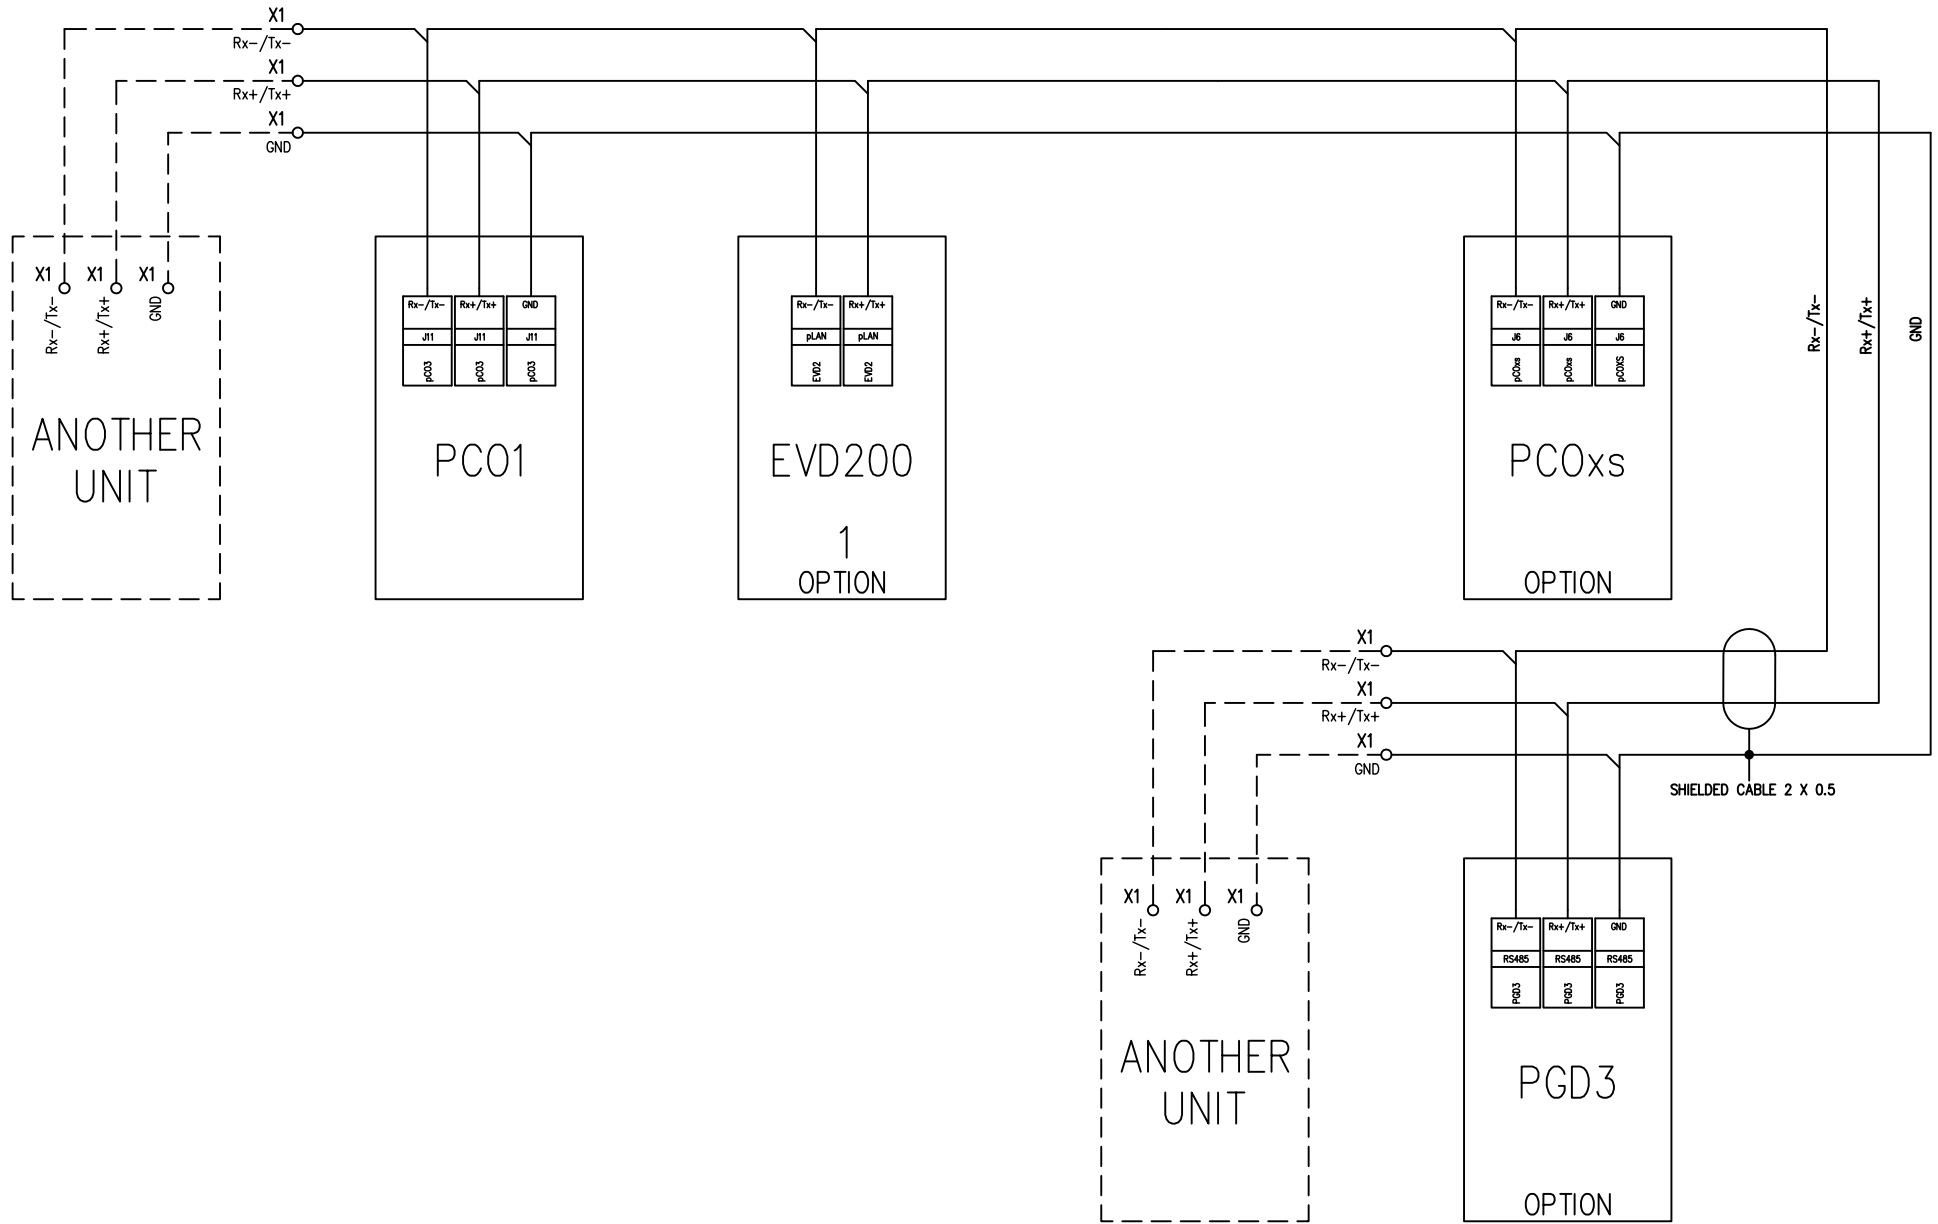 X1
Rx-/Tx-
X1
Rx+/Tx+
X1
GND
X1 X1 X1
Rx-/Tx- Rx+/Tx+ GND
ANOTHER
UNIT
Rx-/Tx- Rx+/Tx+ GND
J11 J11 J11
pCO3 pCO3 pCO3
PCO1
Rx-/Tx- Rx+/Tx+
pLAN pLAN
EVD2 EVD2
EVD200
1
OPTION
Rx-/Tx- Rx+/Tx+ GND
J6 J6 J6
pCOxs pCOxs pCOXS
PCOxs
OPTION
Rx-/Tx- Rx+/Tx+ GND
X1
Rx-/Tx-
X1
Rx+/Tx+
X1
GND
SHIELDED CABLE 2 X 0.5
X1 X1 X1
Rx-/Tx- Rx+/Tx+ GND
ANOTHER
UNIT
Rx-/Tx- Rx+/Tx+ GND
RS485 RS485 RS485
PGD3 PGD3 PGD3
PGD3
OPTION